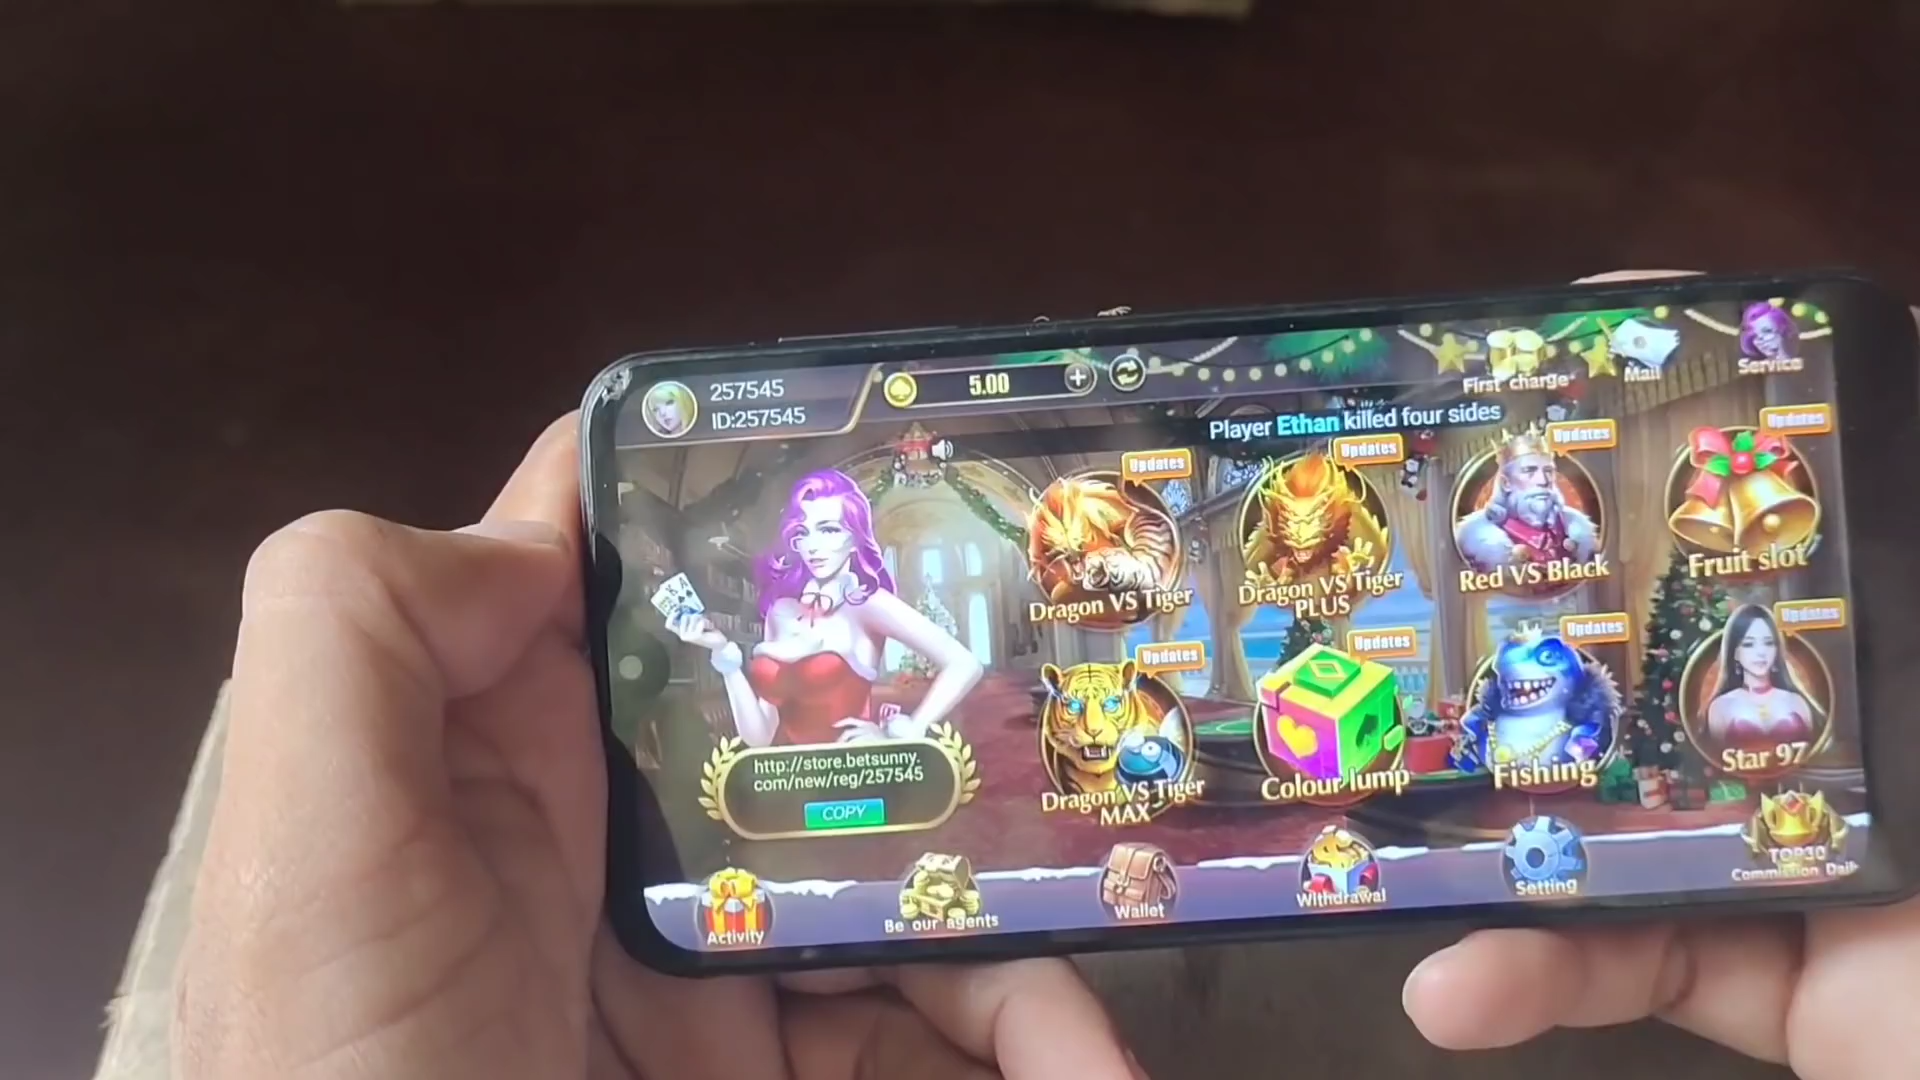 257545
ID:257545
5.00
First charge
Mail
Service
Player Ethan killed four sides
Updates
Dragon VS Tiger
Updates
Dragon VS Tiger
PLUS
Updates
Red VS Black
Updates
Fruit slot
Updates
Dragon VS Tiger
MAX
Updates
Colour lump
Updates
Fishing
Updates
Star 97
http://store.betsunny.
com/new/reg/257545
COPY
Activity
Be our agents
Wallet
Withdrawal
Setting
TOP30
Commission